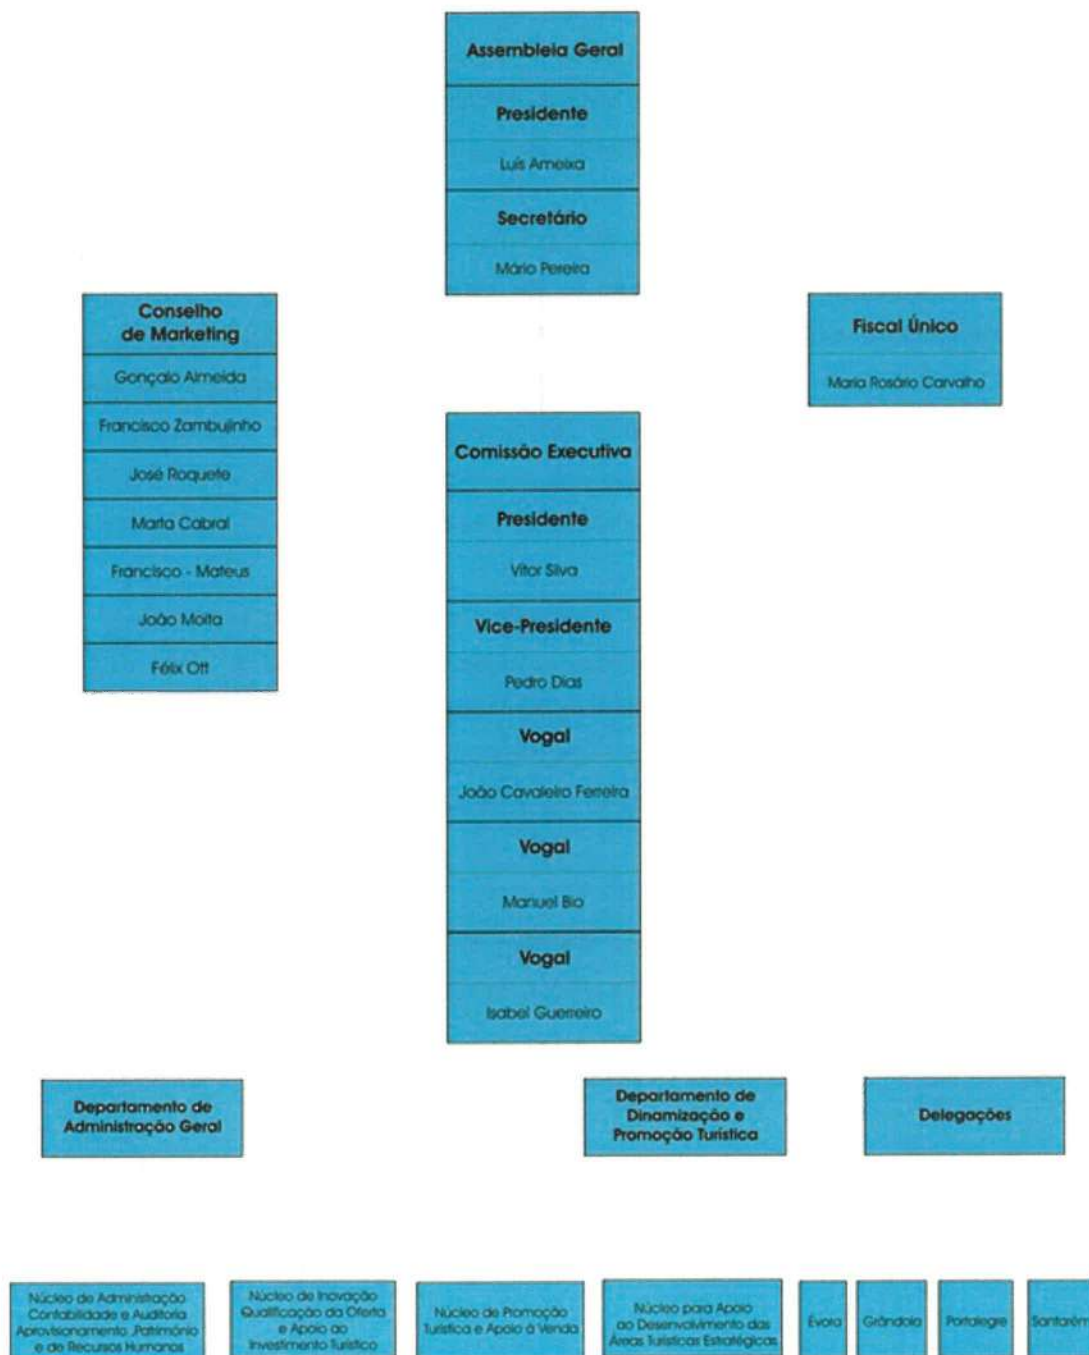 Assembleia Geral
Presidente
Luís Ameixa
Secretário
Mário Pereira
Conselho
de Marketing
Gonçalo Almeida
Francisco Zambujinho
José Roquete
Marta Cabral
Francisco - Mateus
João Moita
Félix Ott
Fiscal Único
Maria Rosário Carvalho
Comissão Executiva
Presidente
Vítor Silva
Vice-Presidente
Pedro Dias
Vogal
João Cavaleiro Ferreira
Vogal
Manuel Bio
Vogal
Isabel Guerreiro
Departamento de
Administração Geral
Departamento de
Dinamização e
Promoção Turística
Delegações
Núcleo de Administração
Contabilidade e Auditoria
Aprovisionamento ,Património
e de Recursos Humanos
Núcleo de Inovação
Qualificação da Oferta
e Apoio ao
Investimento Turístico
Núcleo de Promoção
Turística e Apoio à Venda
Núcleo para Apoio
ao Desenvolvimento das
Áreas Turísticas Estratégicas
Évora
Grândola
Portalegre
Santarém